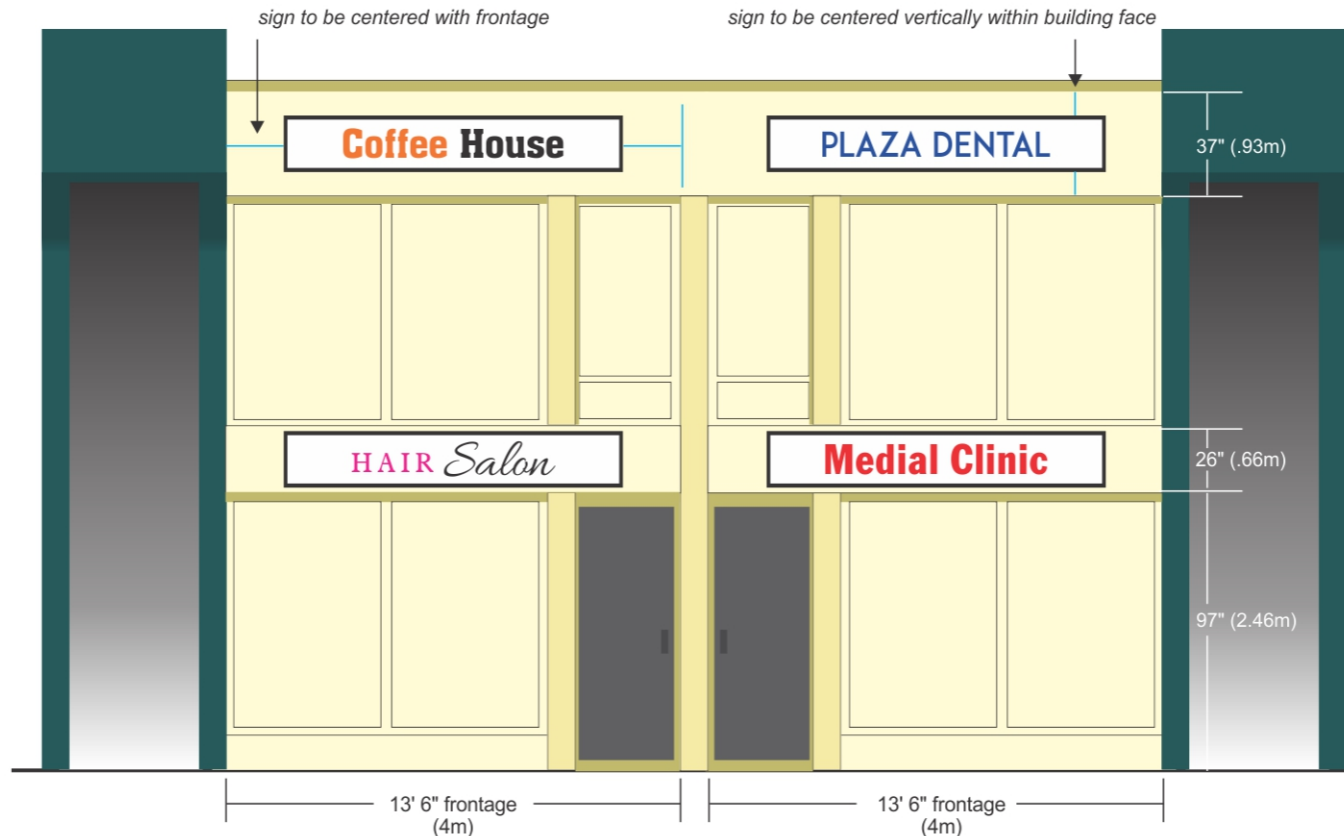 sign to be centered with frontage
sign to be centered vertically within building face
Coffee House
PLAZA DENTAL
37" (.93m)
HAIR Salon
Medial Clinic
26" (.66m)
97" (2.46m)
13' 6" frontage
(4m)
13' 6" frontage
(4m)